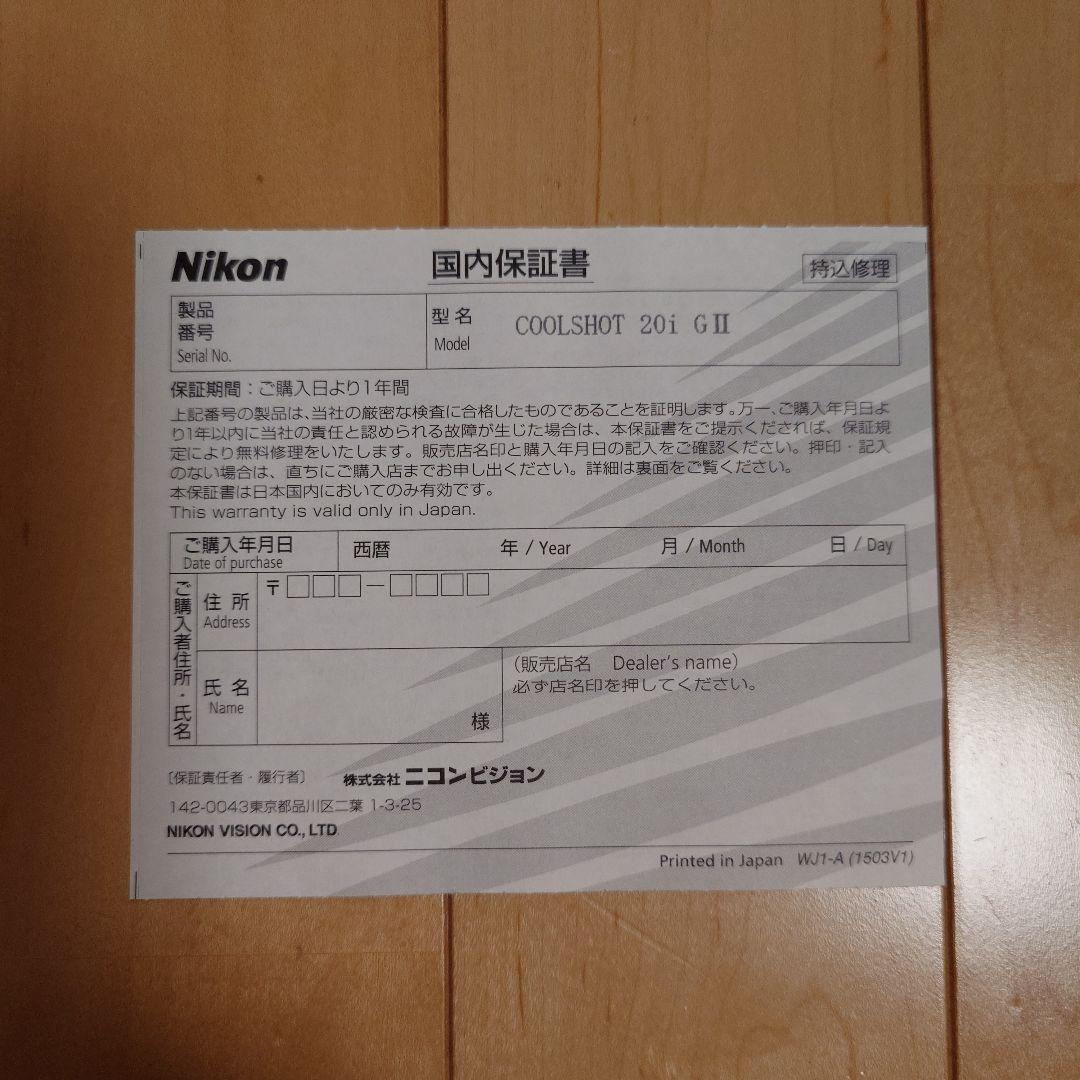 Nikon
国内保証書
持込修理
製品
番号
Serial No.
型名
Model
COOLSHOT 20i GⅡ
保証期間：ご購入日より1年間
上記番号の製品は、当社の厳密な検査に合格したものであることを証明します。万一、ご購入年月日よ
り1年以内に当社の責任と認められる故障が生じた場合は、本保証書をご提示くだされば、保証規
定により無料修理をいたします。販売店名印と購入年月日の記入をご確認ください。押印・記入
のない場合は、直ちにご購入店までお申し出ください。詳細は裏面をご覧ください。
本保証書は日本国内においてのみ有効です。
This warranty is valid only in Japan.
ご購入年月日
Date of purchase
西暦 年 / Year 月 / Month 日 / Day
ご購入者住所・氏名
住所
Address
〒□□□－□□□□
氏名
Name
様
（販売店名 Dealer's name）
必ず店名印を押してください。
〔保証責任者・履行者〕 株式会社 ニコンビジョン
142-0043東京都品川区二葉 1-3-25
NIKON VISION CO., LTD.
Printed in Japan WJ1-A (1503V1)